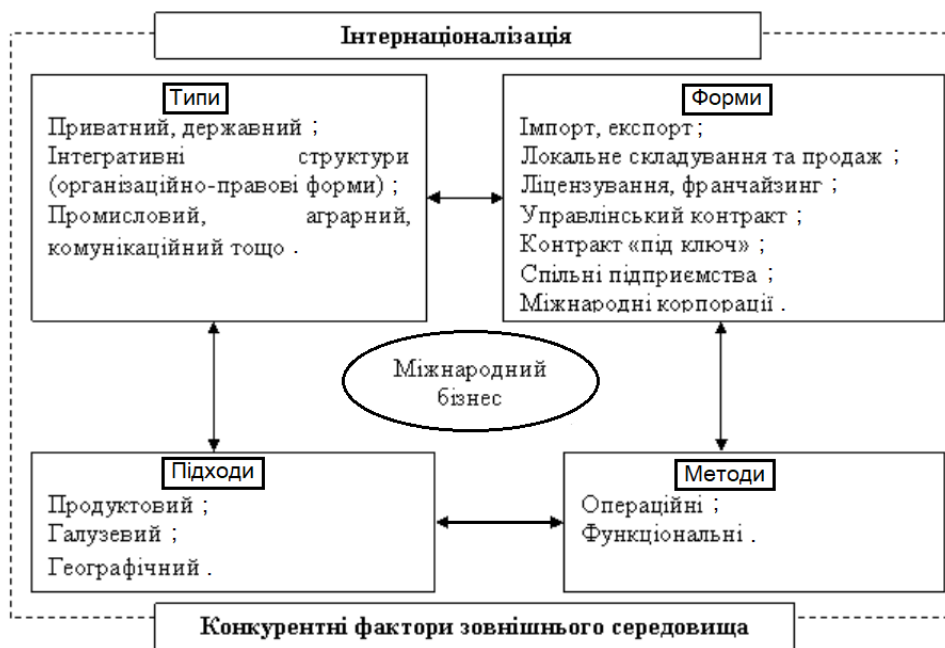 Інтернаціоналізація
Типи
Приватний, державний ;
Інтегративні структури
(організаційно-правові форми) ;
Промисловий, аграрний,
комунікаційний тощо .
Форми
Імпорт, експорт ;
Локальне складування та продаж ;
Ліцензування, франчайзинг ;
Управлінський контракт ;
Контракт «під ключ» ;
Спільні підприємства ;
Міжнародні корпорації .
Міжнародний
бізнес
Підходи
Продуктовий ;
Галузевий ;
Географічний .
Методи
Операційні ;
Функціональні .
Конкурентні фактори зовнішнього середовища